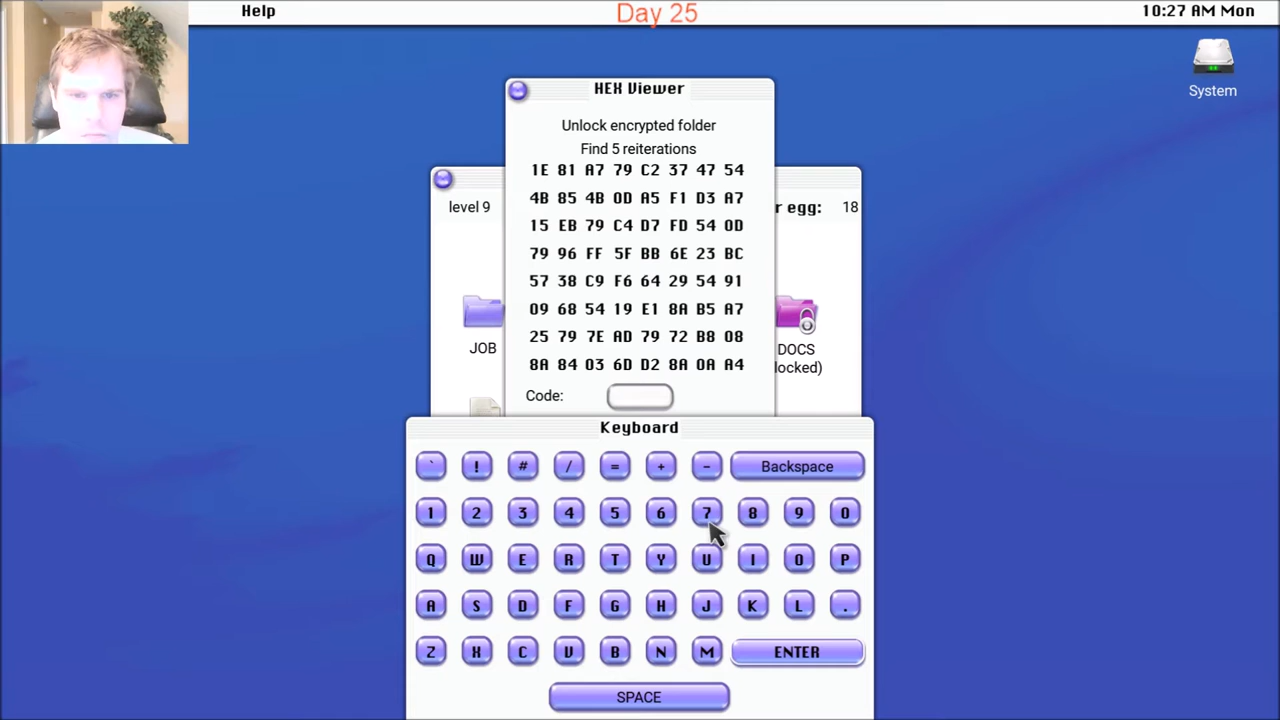 Help
Day 25
10:27 AM Mon
System
HEX Viewer
Unlock encrypted folder
Find 5 reiterations
1E 81 A7 79 C2 37 47 54
4B 85 4B 0D A5 F1 D3 A7
15 EB 79 C4 D7 FD 54 0D
79 96 FF 5F BB 6E 23 BC
57 38 C9 F6 64 29 54 91
09 68 54 19 E1 8A B5 A7
25 79 7E AD 79 72 B8 08
8A 84 03 6D D2 8A 0A A4
Code:
level 9
r egg: 18
JOB
DOCS
locked)
Keyboard
` ! # / = + - Backspace
1 2 3 4 5 6 7 8 9 0
Q W E R T Y U I O P
A S D F G H J K L .
Z X C V B N M ENTER
SPACE